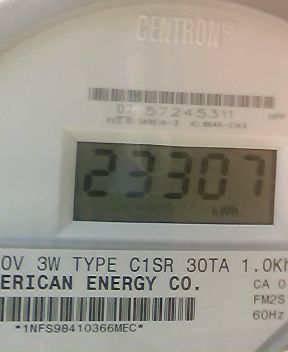 CENTRON®
07 57245311
23307
kWh
0V 3W TYPE C1SR 30TA 1.0Kh
ERICAN ENERGY CO.
CA 0
FM2S
60Hz
*1NFS98410366MEC*